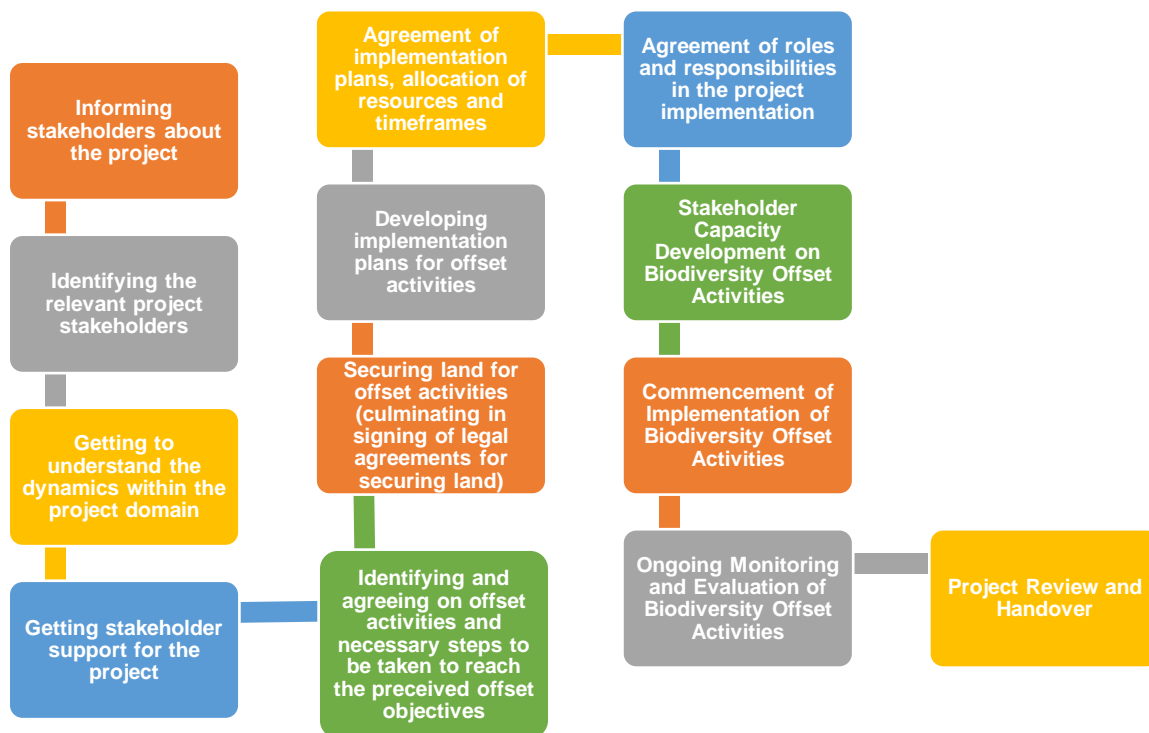 Informing
stakeholders about
the project
Identifying the
relevant project
stakeholders
Getting to
understand the
dynamics within the
project domain
Getting stakeholder
support for the
project
Identifying and
agreeing on offset
activities and
necessary steps to
be taken to reach
the preceived offset
objectives
Securing land for
offset activities
(culminating in
signing of legal
agreements for
securing land)
Developing
implementation
plans for offset
activities
Agreement of
implementation
plans, allocation of
resources and
timeframes
Agreement of roles
and responsibilities
in the project
implementation
Stakeholder
Capacity
Development on
Biodiversity Offset
Activities
Commencement of
Implementation of
Biodiversity Offset
Activities
Ongoing Monitoring
and Evaluation of
Biodiversity Offset
Activities
Project Review and
Handover